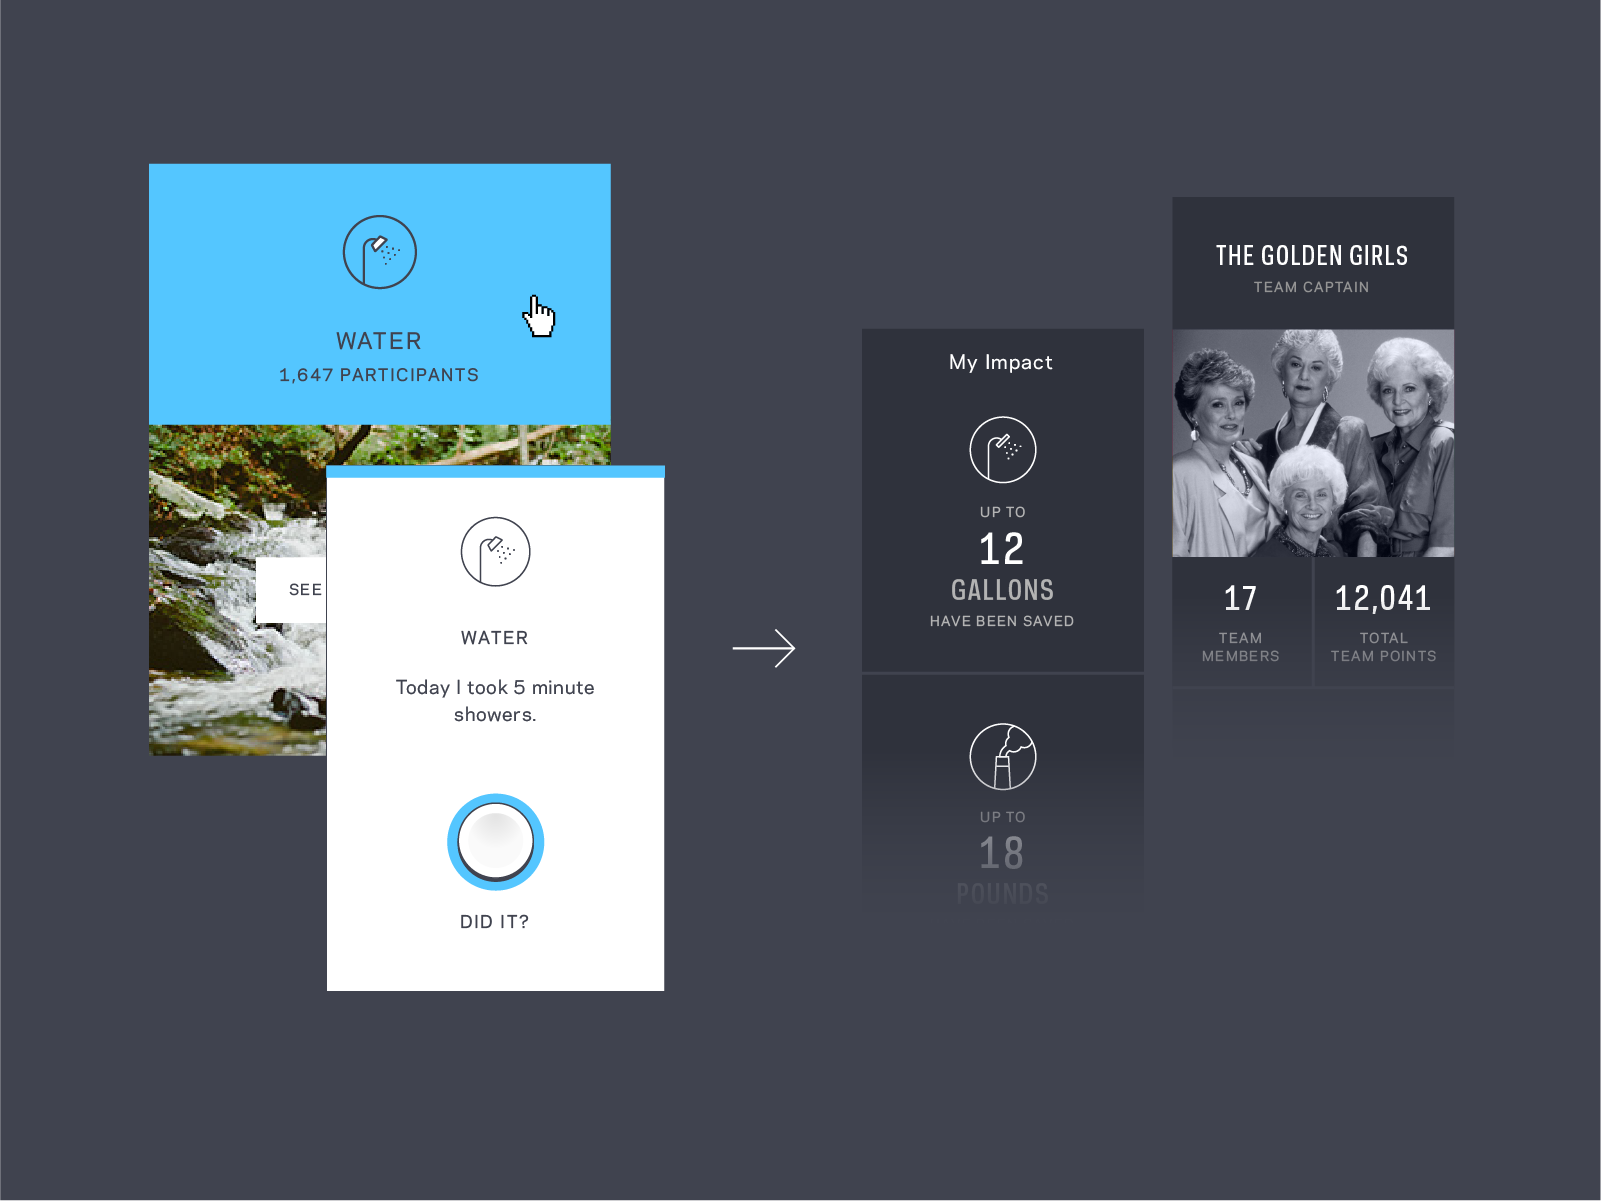 WATER
1,647 PARTICIPANTS
SEE
WATER
Today I took 5 minute
showers.
DID IT?
My Impact
UP TO
12
GALLONS
HAVE BEEN SAVED
UP TO
18
POUNDS
THE GOLDEN GIRLS
TEAM CAPTAIN
17
TEAM
MEMBERS
12,041
TOTAL
TEAM POINTS